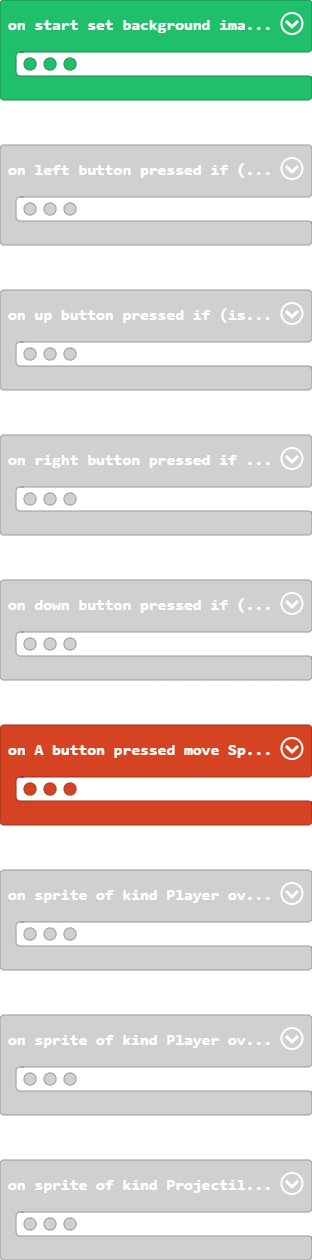 on start set background ima...
on left button pressed if (...
on up button pressed if (is...
on right button pressed if ...
on down button pressed if (...
on A button pressed move Sp...
on sprite of kind Player ov...
on sprite of kind Player ov...
on sprite of kind Projectil...